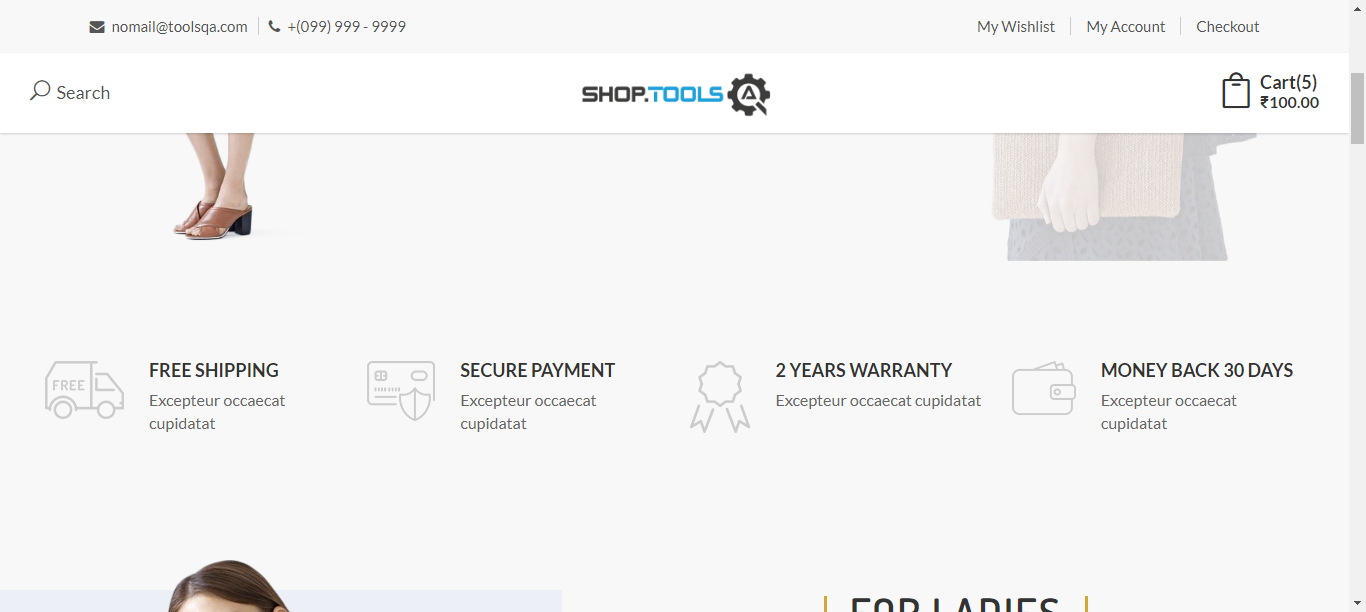 nomail@toolsqa.com
+(099) 999 - 9999
My Wishlist
My Account
Checkout
Search
SHOP.TOOLS
Cart(5)
₹100.00
FREE
FREE SHIPPING
Excepteur occaecat
cupidatat
SECURE PAYMENT
Excepteur occaecat
cupidatat
2 YEARS WARRANTY
Excepteur occaecat cupidatat
MONEY BACK 30 DAYS
Excepteur occaecat
cupidatat
FOR LADIES